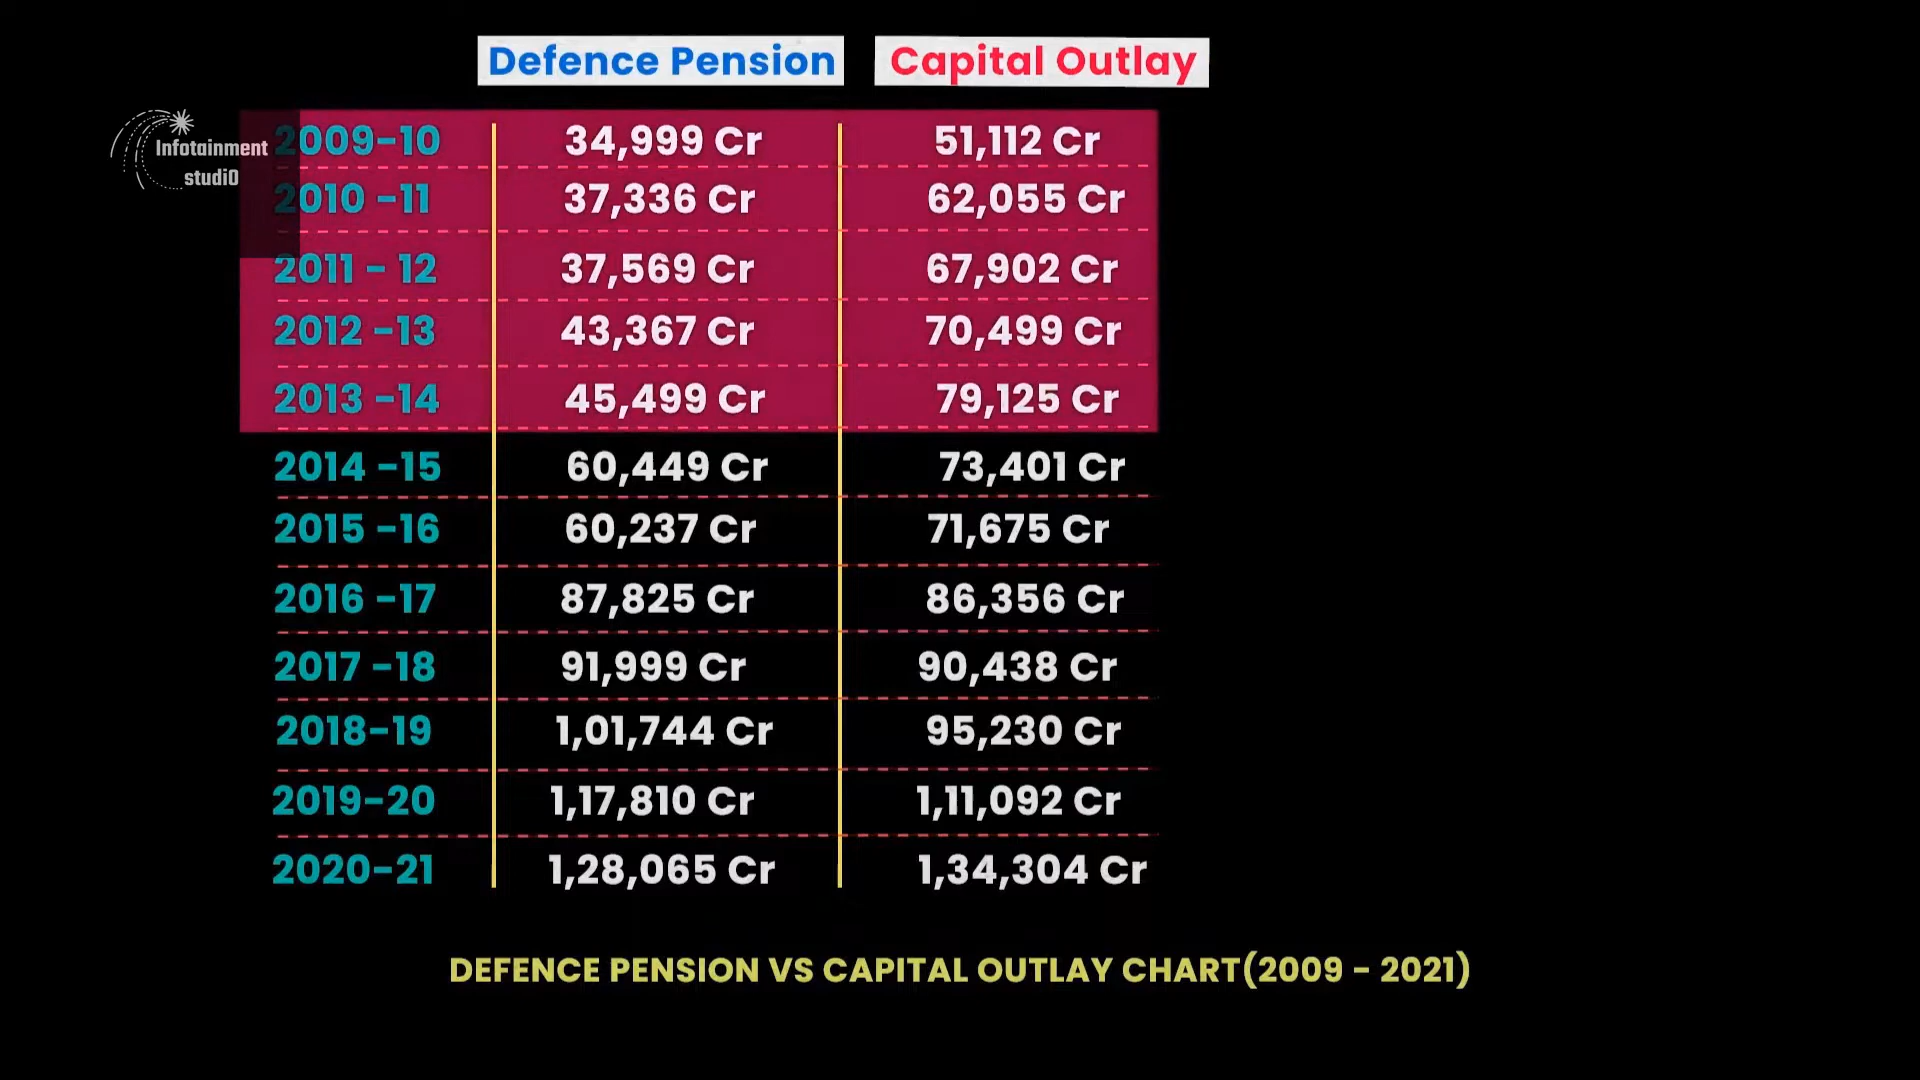 Defence Pension Capital Outlay
Infotainment
studiO
2009-10 34,999 Cr 51,112 Cr
2010 -11 37,336 Cr 62,055 Cr
2011 - 12 37,569 Cr 67,902 Cr
2012 -13 43,367 Cr 70,499 Cr
2013 -14 45,499 Cr 79,125 Cr
2014 -15 60,449 Cr 73,401 Cr
2015 -16 60,237 Cr 71,675 Cr
2016 -17 87,825 Cr 86,356 Cr
2017 -18 91,999 Cr 90,438 Cr
2018-19 1,01,744 Cr 95,230 Cr
2019-20 1,17,810 Cr 1,11,092 Cr
2020-21 1,28,065 Cr 1,34,304 Cr
DEFENCE PENSION VS CAPITAL OUTLAY CHART(2009 - 2021)